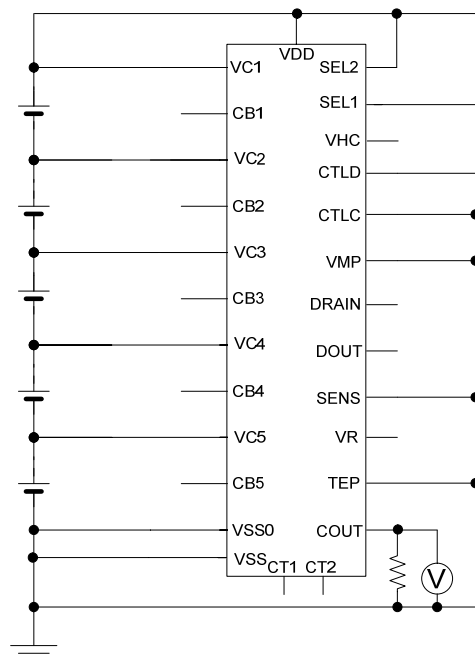 VDD
VC1
SEL2
CB1
SEL1
VHC
VC2
CTLD
CB2
CTLC
VC3
VMP
CB3
DRAIN
VC4
DOUT
CB4
SENS
VC5
VR
CB5
TEP
VSS0
COUT
VSS
CT1
CT2
V